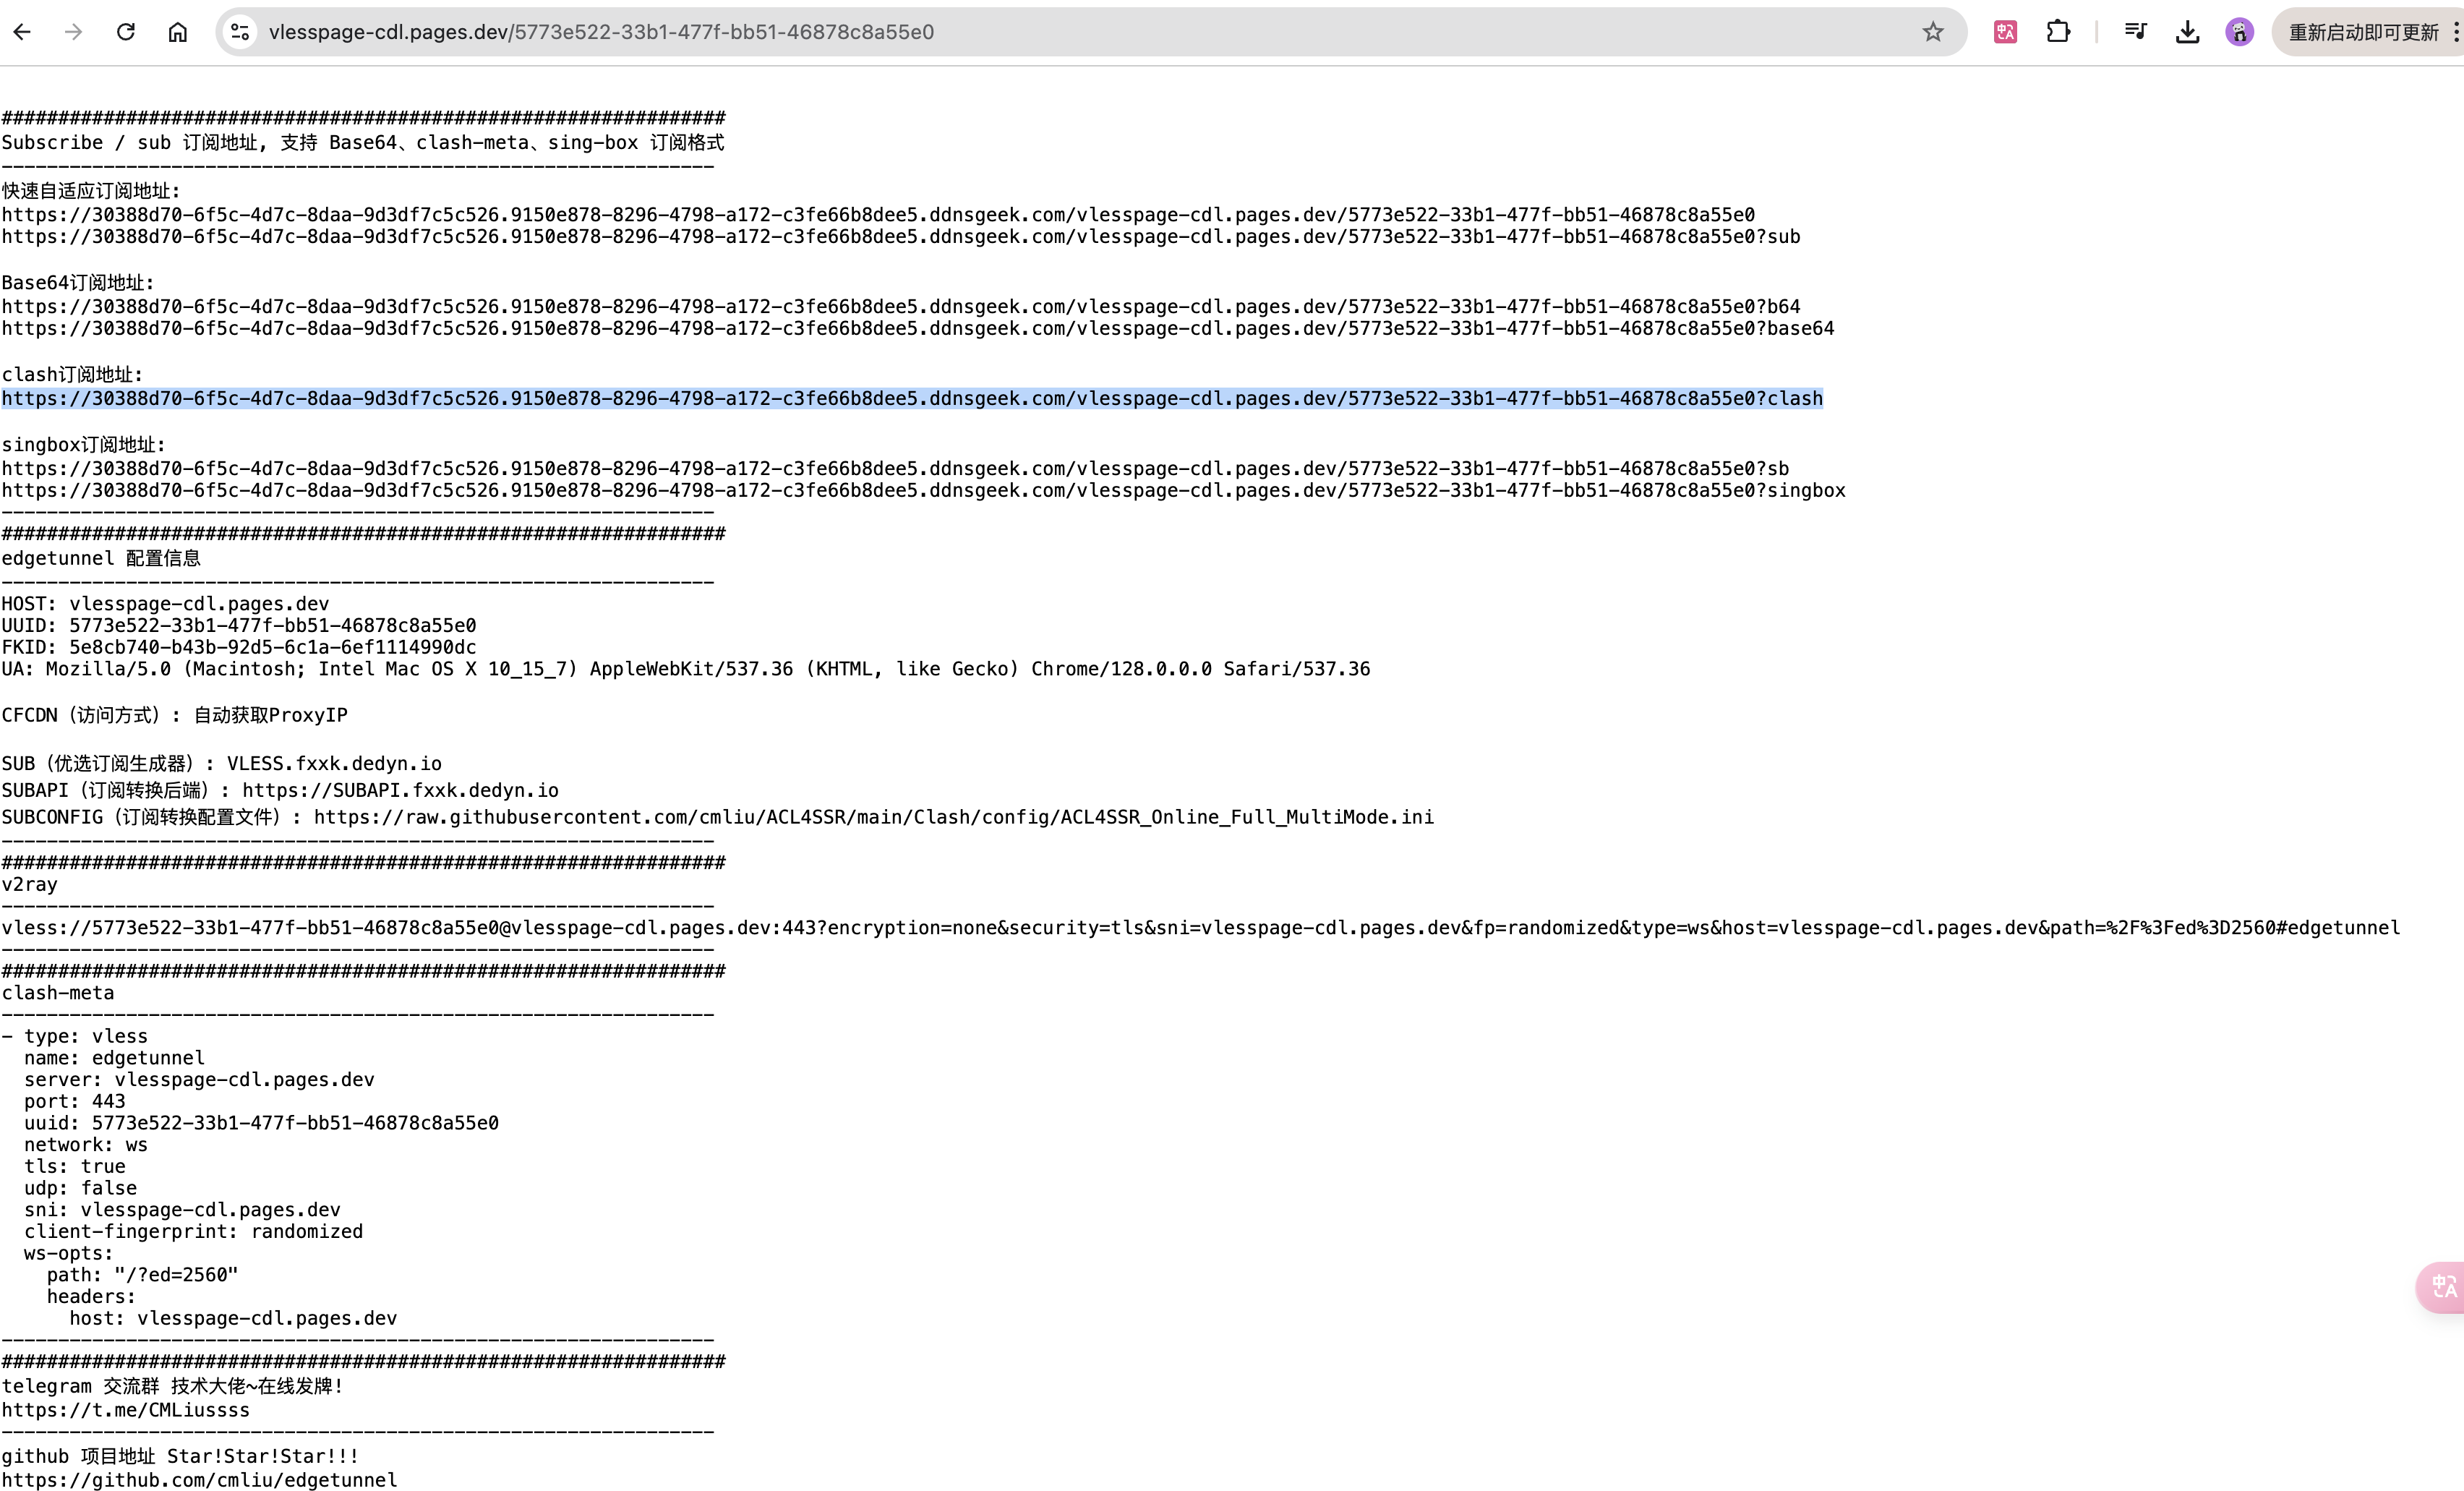 vlesspage-cdl.pages.dev/5773e522-33b1-477f-bb51-46878c8a55e0
重新启动即可更新
################################################################
Subscribe / sub 订阅地址, 支持 Base64、clash-meta、sing-box 订阅格式
---------------------------------------------------------------
快速自适应订阅地址:
https://30388d70-6f5c-4d7c-8daa-9d3df7c5c526.9150e878-8296-4798-a172-c3fe66b8dee5.ddnsgeek.com/vlesspage-cdl.pages.dev/5773e522-33b1-477f-bb51-46878c8a55e0
https://30388d70-6f5c-4d7c-8daa-9d3df7c5c526.9150e878-8296-4798-a172-c3fe66b8dee5.ddnsgeek.com/vlesspage-cdl.pages.dev/5773e522-33b1-477f-bb51-46878c8a55e0?sub
Base64订阅地址:
https://30388d70-6f5c-4d7c-8daa-9d3df7c5c526.9150e878-8296-4798-a172-c3fe66b8dee5.ddnsgeek.com/vlesspage-cdl.pages.dev/5773e522-33b1-477f-bb51-46878c8a55e0?b64
https://30388d70-6f5c-4d7c-8daa-9d3df7c5c526.9150e878-8296-4798-a172-c3fe66b8dee5.ddnsgeek.com/vlesspage-cdl.pages.dev/5773e522-33b1-477f-bb51-46878c8a55e0?base64
clash订阅地址:
https://30388d70-6f5c-4d7c-8daa-9d3df7c5c526.9150e878-8296-4798-a172-c3fe66b8dee5.ddnsgeek.com/vlesspage-cdl.pages.dev/5773e522-33b1-477f-bb51-46878c8a55e0?clash
singbox订阅地址:
https://30388d70-6f5c-4d7c-8daa-9d3df7c5c526.9150e878-8296-4798-a172-c3fe66b8dee5.ddnsgeek.com/vlesspage-cdl.pages.dev/5773e522-33b1-477f-bb51-46878c8a55e0?sb
https://30388d70-6f5c-4d7c-8daa-9d3df7c5c526.9150e878-8296-4798-a172-c3fe66b8dee5.ddnsgeek.com/vlesspage-cdl.pages.dev/5773e522-33b1-477f-bb51-46878c8a55e0?singbox
---------------------------------------------------------------
################################################################
edgetunnel 配置信息
---------------------------------------------------------------
HOST: vlesspage-cdl.pages.dev
UUID: 5773e522-33b1-477f-bb51-46878c8a55e0
FKID: 5e8cb740-b43b-92d5-6c1a-6ef1114990dc
UA: Mozilla/5.0 (Macintosh; Intel Mac OS X 10_15_7) AppleWebKit/537.36 (KHTML, like Gecko) Chrome/128.0.0.0 Safari/537.36
CFCDN（访问方式）: 自动获取ProxyIP
SUB（优选订阅生成器）: VLESS.fxxk.dedyn.io
SUBAPI（订阅转换后端）: https://SUBAPI.fxxk.dedyn.io
SUBCONFIG（订阅转换配置文件）: https://raw.githubusercontent.com/cmliu/ACL4SSR/main/Clash/config/ACL4SSR_Online_Full_MultiMode.ini
---------------------------------------------------------------
################################################################
v2ray
---------------------------------------------------------------
vless://5773e522-33b1-477f-bb51-46878c8a55e0@vlesspage-cdl.pages.dev:443?encryption=none&security=tls&sni=vlesspage-cdl.pages.dev&fp=randomized&type=ws&host=vlesspage-cdl.pages.dev&path=%2F%3Fed%3D2560#edgetunnel
---------------------------------------------------------------
################################################################
clash-meta
---------------------------------------------------------------
- type: vless
  name: edgetunnel
  server: vlesspage-cdl.pages.dev
  port: 443
  uuid: 5773e522-33b1-477f-bb51-46878c8a55e0
  network: ws
  tls: true
  udp: false
  sni: vlesspage-cdl.pages.dev
  client-fingerprint: randomized
  ws-opts:
    path: "/?ed=2560"
    headers:
      host: vlesspage-cdl.pages.dev
---------------------------------------------------------------
################################################################
telegram 交流群 技术大佬~在线发牌!
https://t.me/CMLiussss
---------------------------------------------------------------
github 项目地址 Star!Star!Star!!!
https://github.com/cmliu/edgetunnel